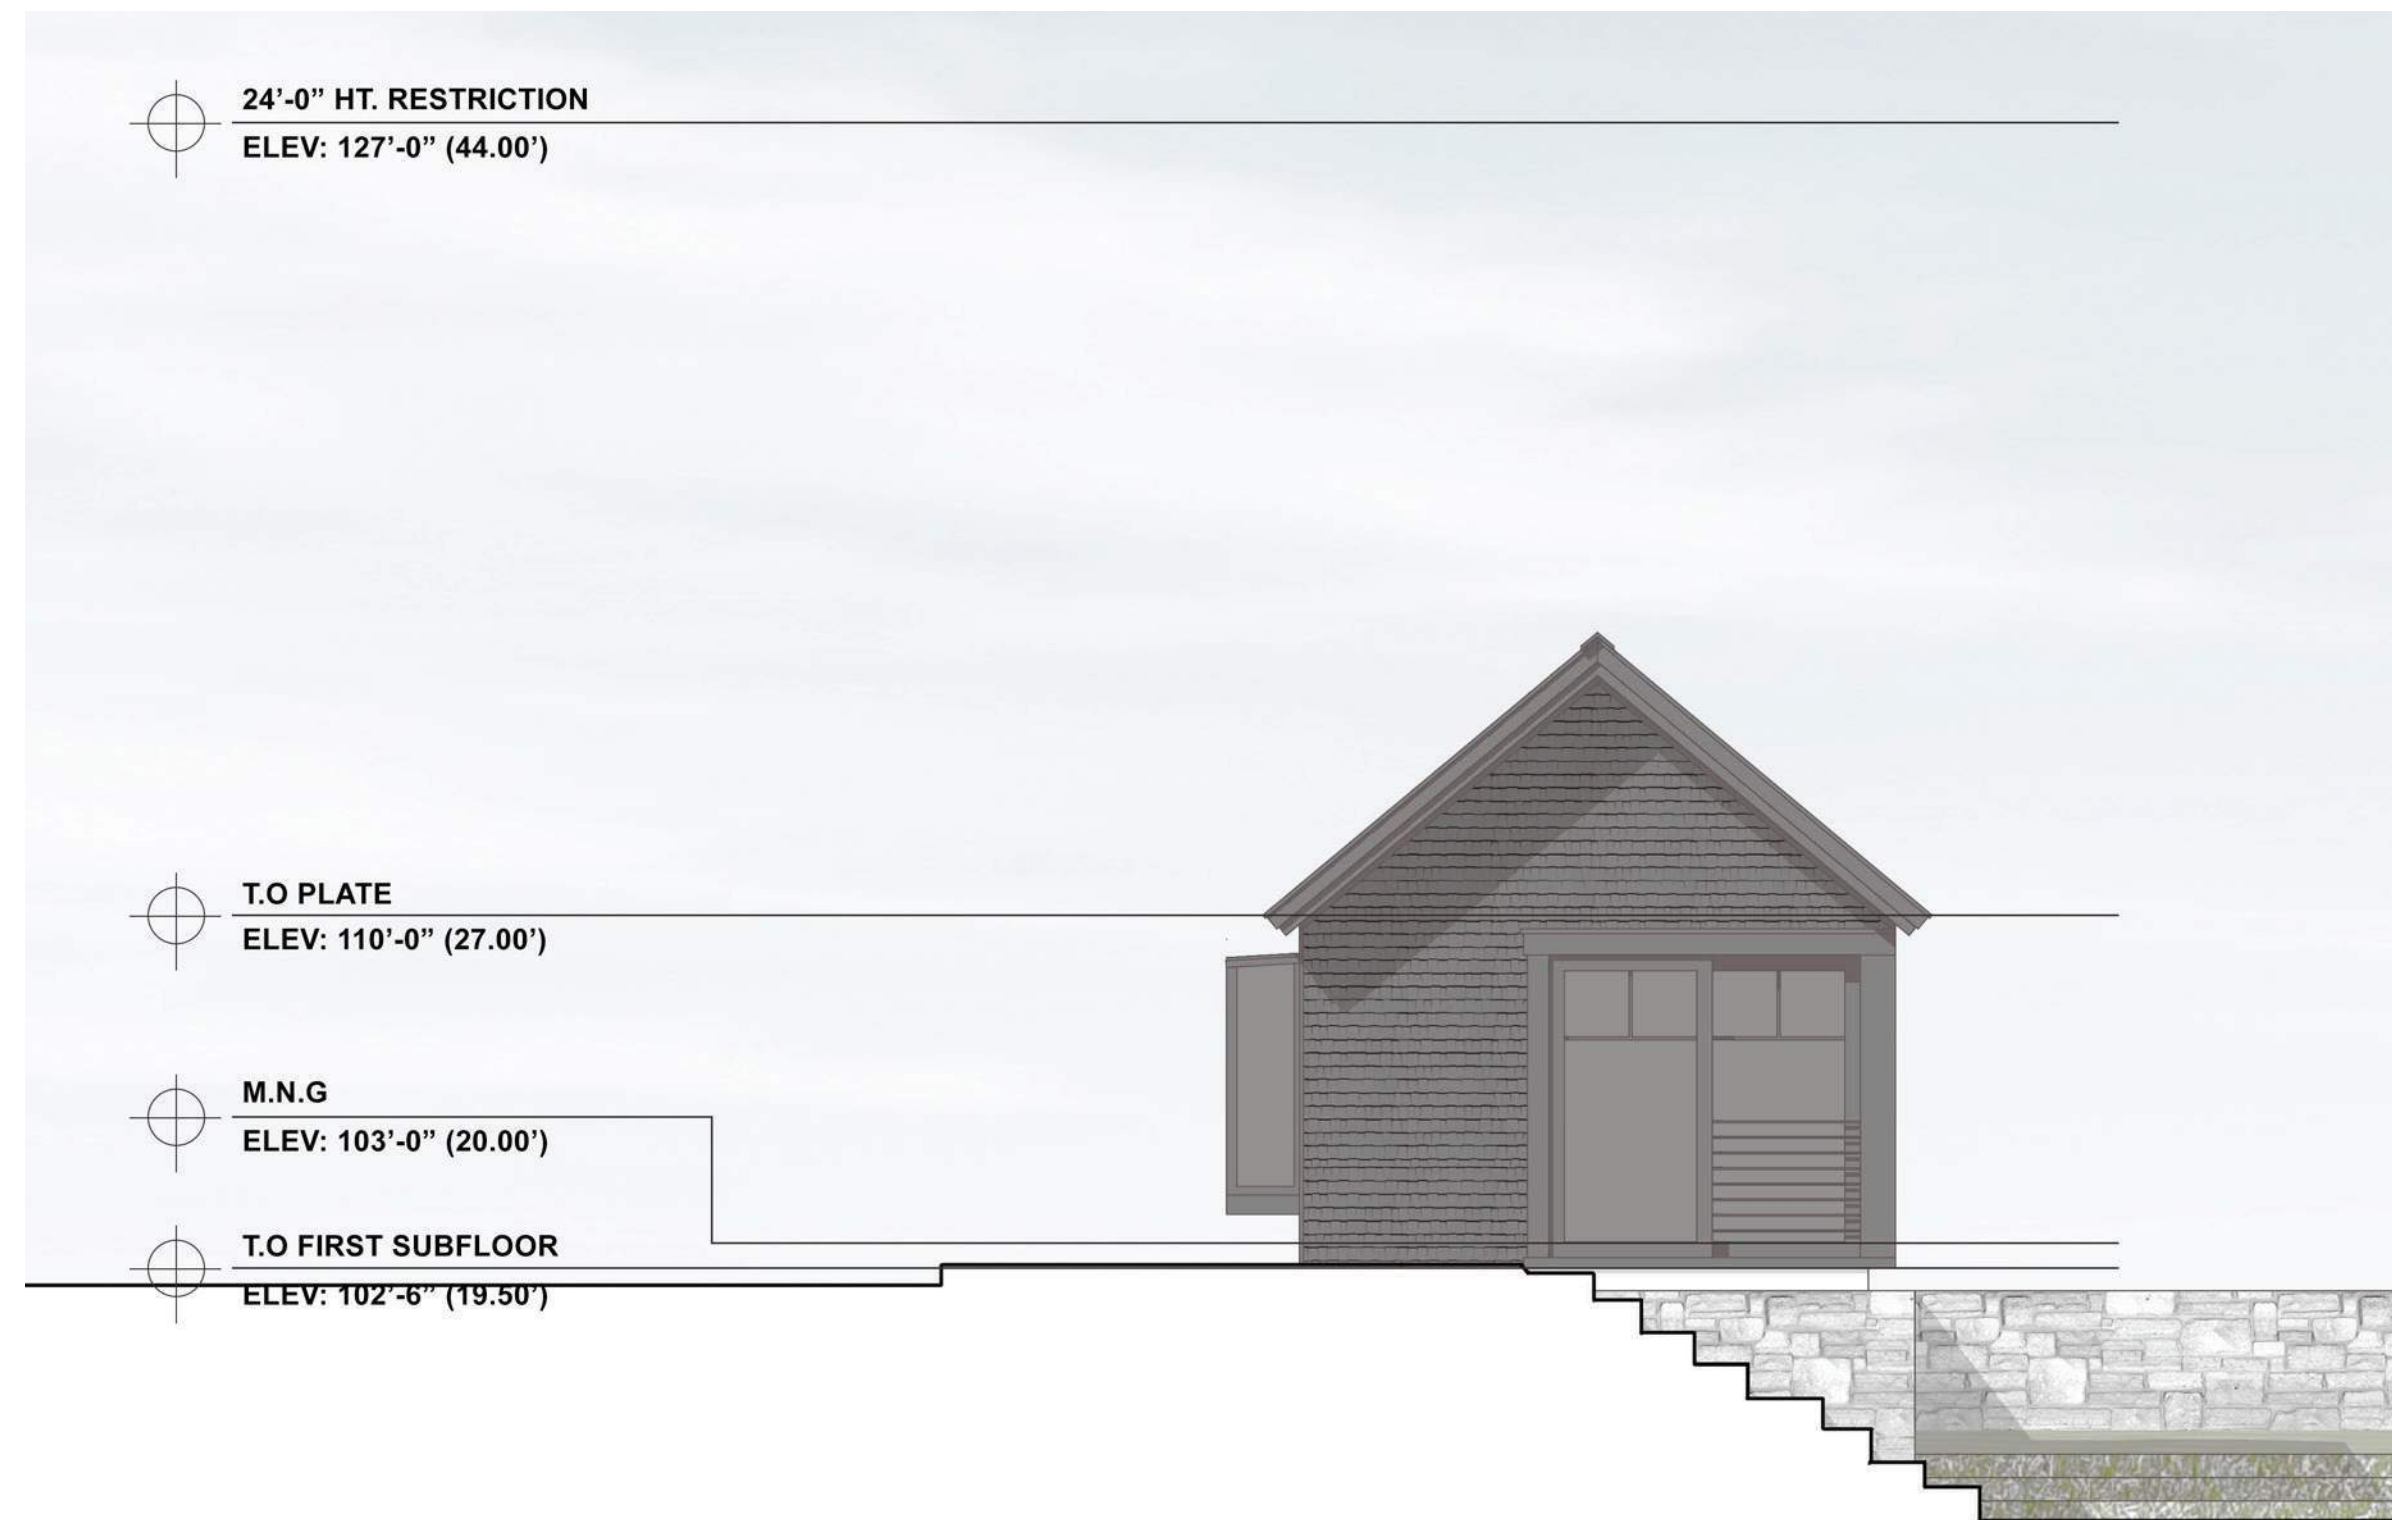 24’-0” HT. RESTRICTION
ELEV: 127’-0” (44.00’)
T.O PLATE
ELEV: 110’-0” (27.00’)
M.N.G
ELEV: 103’-0” (20.00’)
T.O FIRST SUBFLOOR
ELEV: 102’-6” (19.50’)